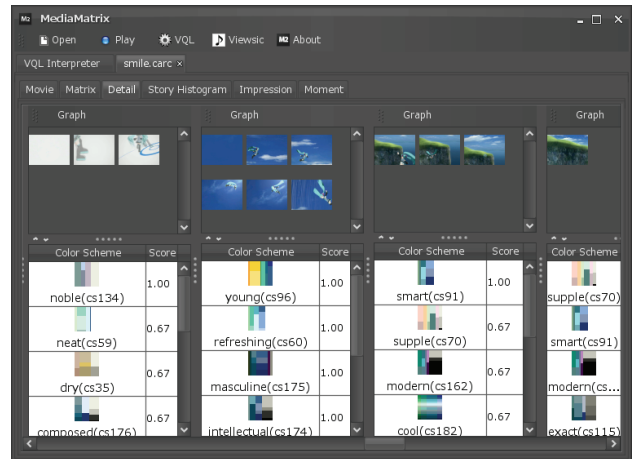 M2 MediaMatrix
Open Play VQL Viewsic M2 About
VQL Interpreter smile.carc ×
Movie Matrix Detail Story Histogram Impression Moment
Graph Graph Graph Graph
Color Scheme Score Color Scheme Score Color Scheme Score Color Scheme
noble(cs134) 1.00 young(cs96) 1.00 smart(cs91) 1.00 supple(cs70)
neat(cs59) 0.67 refreshing(cs60) 1.00 supple(cs70) 0.67 smart(cs91)
dry(cs35) 0.67 masculine(cs175) 1.00 modern(cs162) 0.67 modern(cs...
composed(cs176) 0.67 intellectual(cs174) 1.00 cool(cs182) 0.67 exact(cs115)